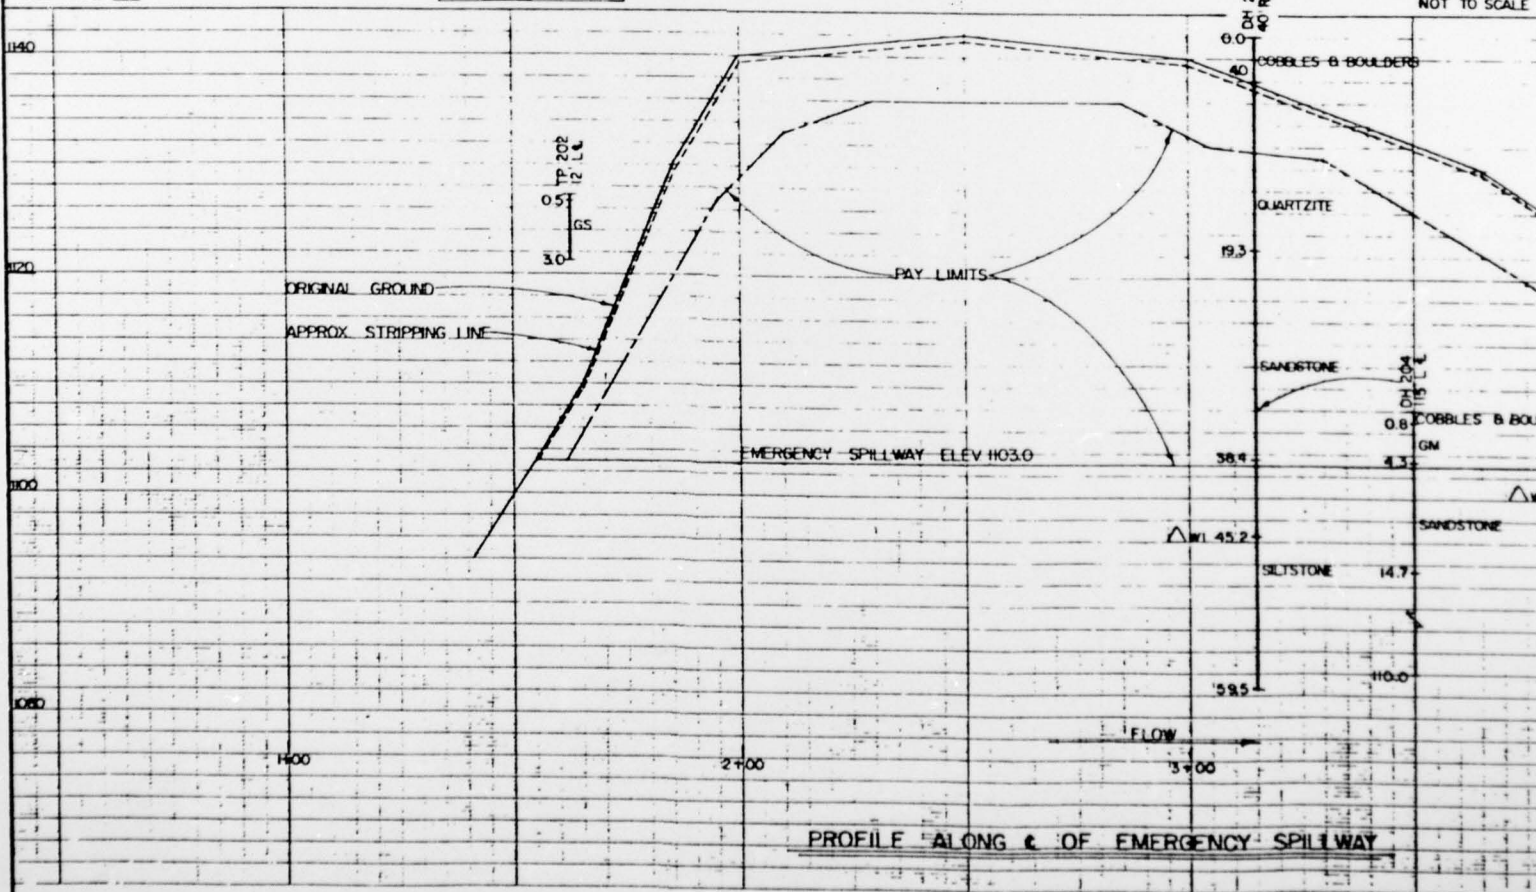 NOT TO SCALE
DH
40'R
1140
0.0
COBBLES & BOULDERS
4.0
TP 202
12' L ℄
0.5
GS
3.0
QUARTZITE
19.3
1120
PAY LIMITS
ORIGINAL GROUND
APPROX. STRIPPING LINE
SANDSTONE
DH 204
115' L ℄
0.8
COBBLES & BOU
GM
4.3
EMERGENCY SPILLWAY ELEV 1103.0
38.4
1100
W
SANDSTONE
WL 45.2
SILTSTONE
14.7
110.0
59.5
1080
FLOW
1+00
2+00
3+00
PROFILE ALONG ℄ OF EMERGENCY SPILLWAY